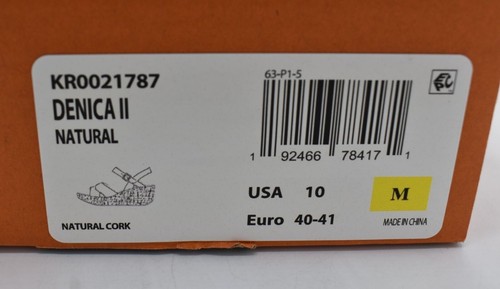 KR0021787
DENICA II
NATURAL
NATURAL CORK
63-P1-5
1 92466 78417 1
USA 10
Euro 40-41
M
MADE IN CHINA